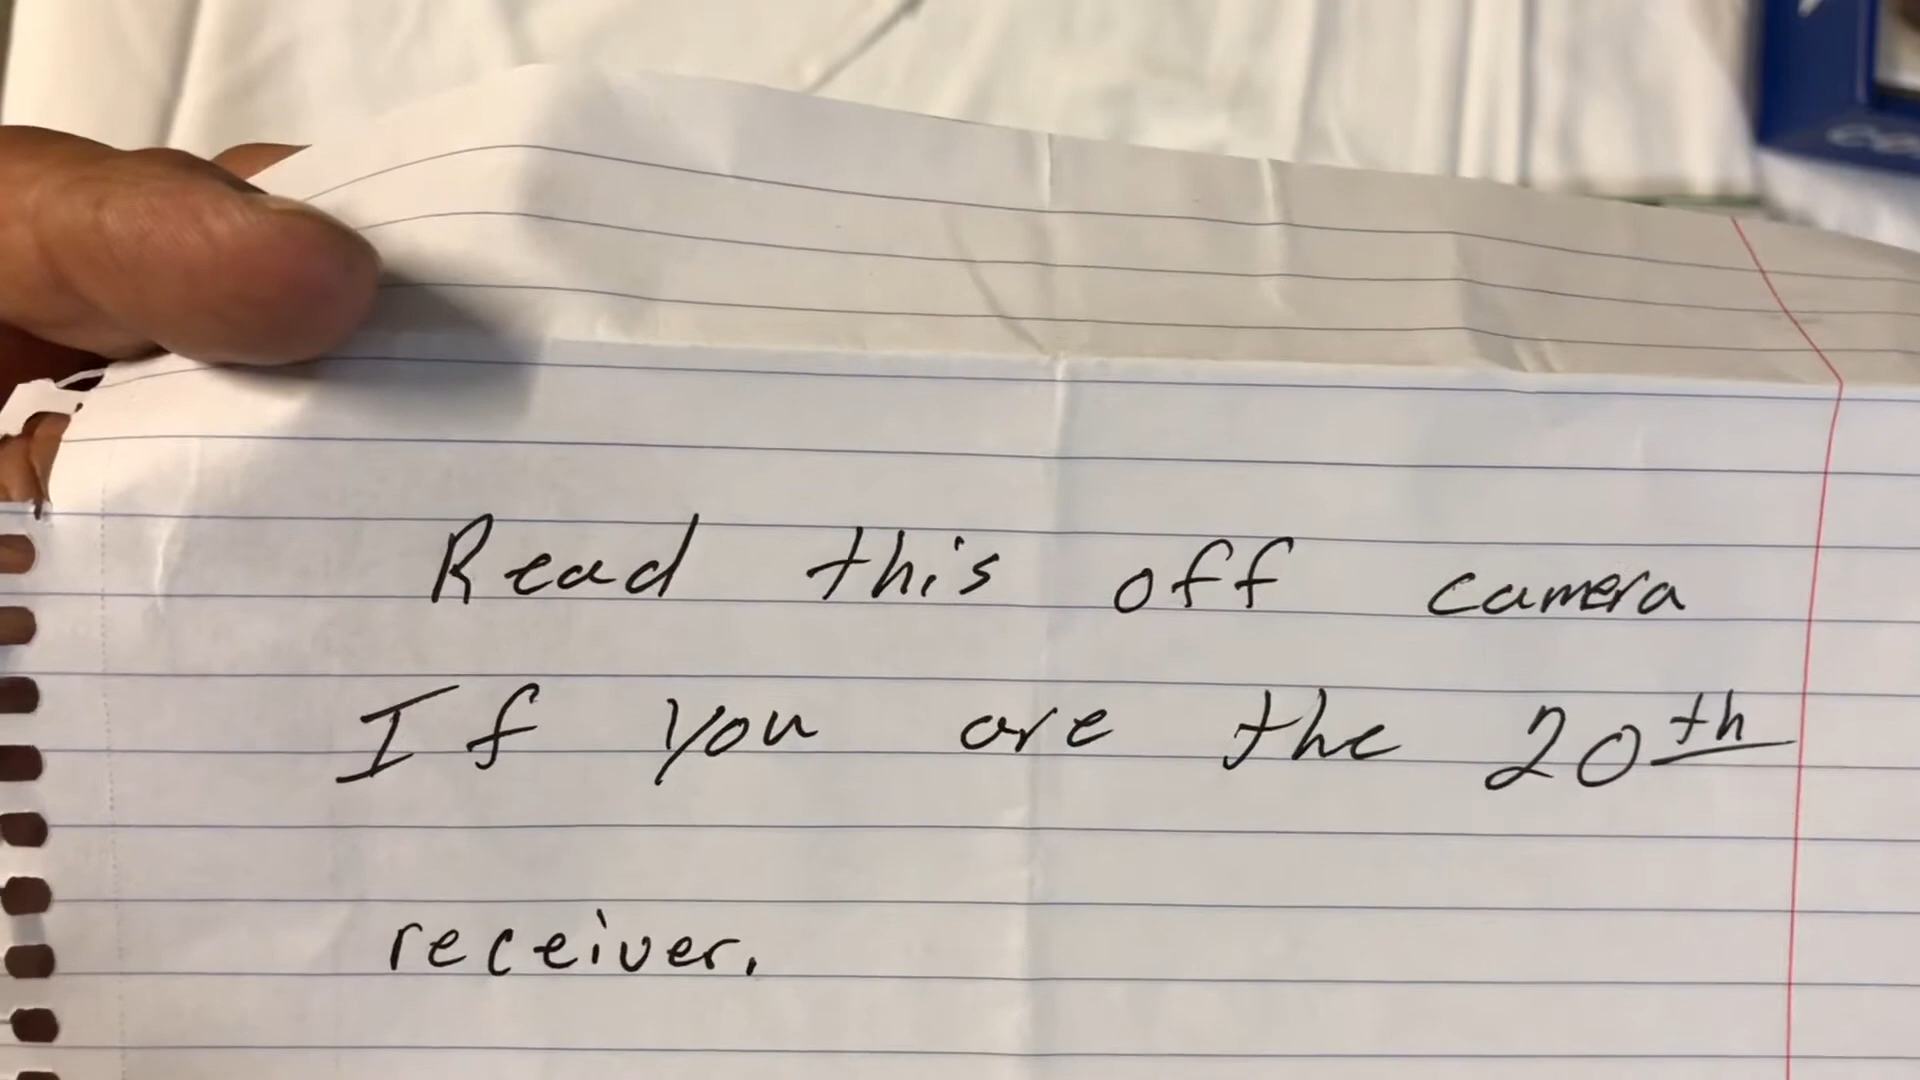 Read this off camera
If you are the 20th
receiver.